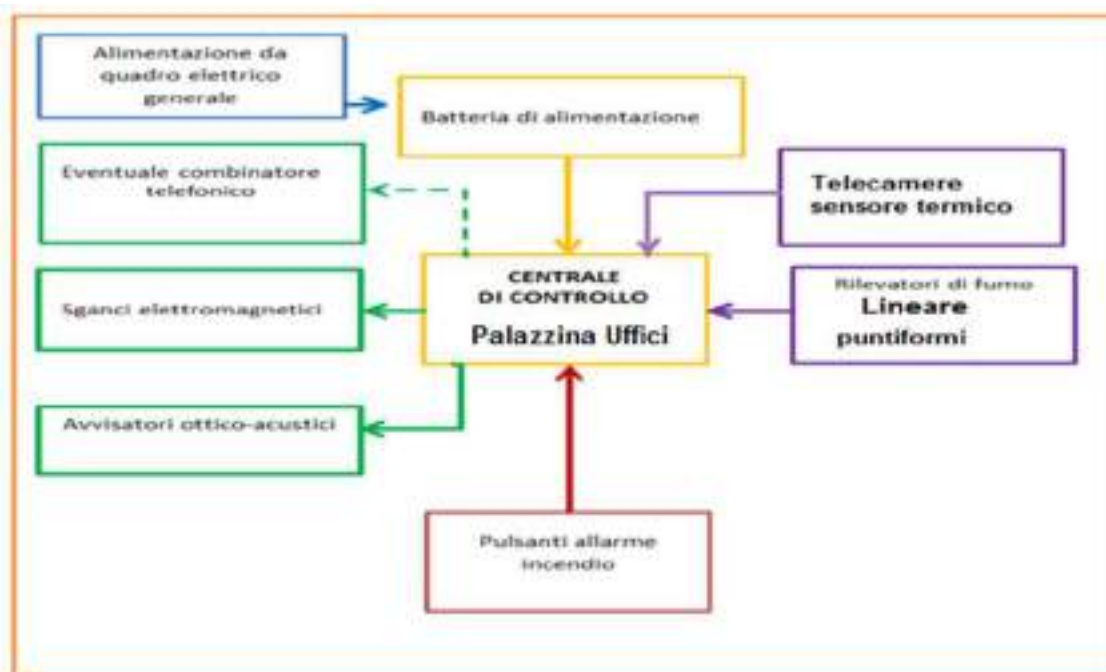 Alimentazione da
quadro elettrico
generale
Batteria di alimentazione
Eventuale combinatore
telefonico
Telecamere
sensore termico
CENTRALE
DI CONTROLLO
Palazzina Uffici
Rilevatori di fumo
Lineare
puntiformi
Sganci elettromagnetici
Avvisatori ottico-acustici
Pulsanti allarme
incendio